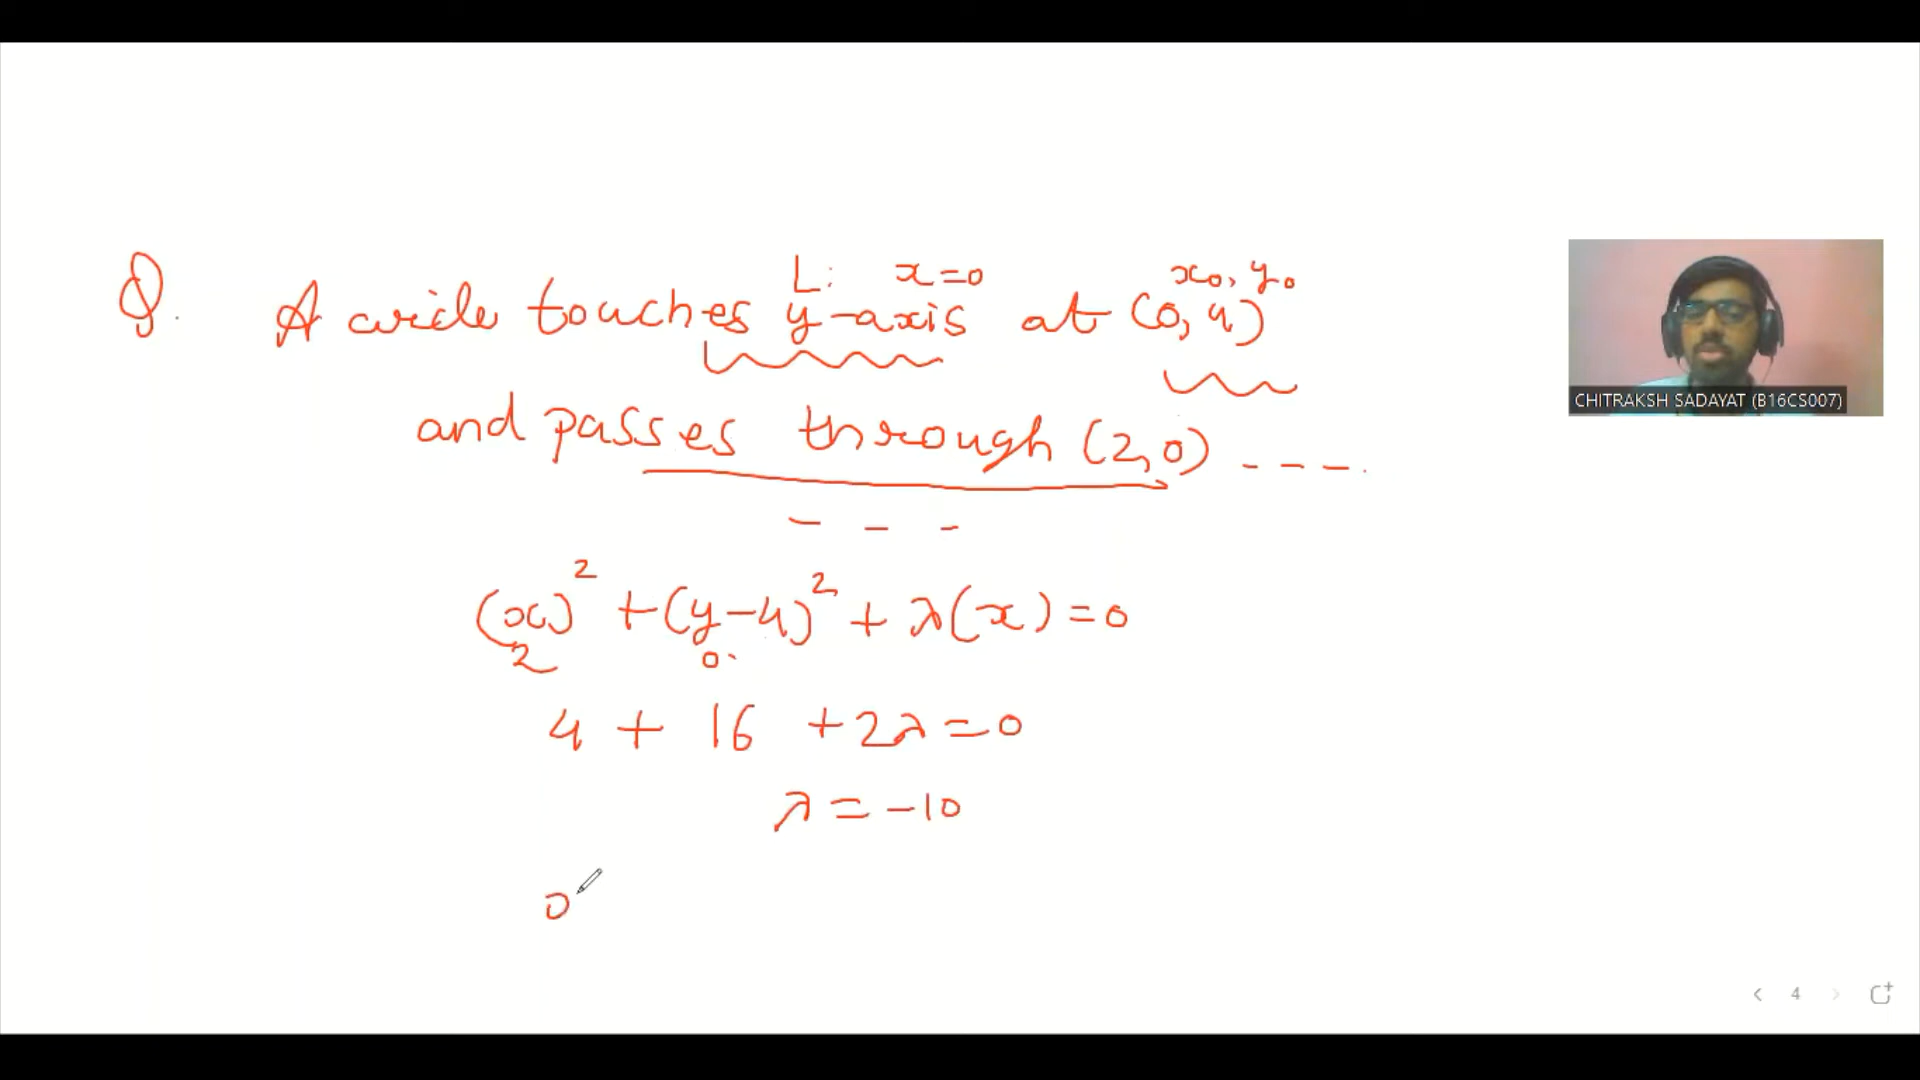 L: x=0 x₀, y₀
Q. A circle touches y-axis at (0, 4)
and passes through (2,0) - - - .
- - -
(x)² + (y-4)² + λ(x) = 0
2 0.
4 + 16 + 2λ = 0
λ = -10
CHITRAKSH SADAYAT (B16CS007)
4